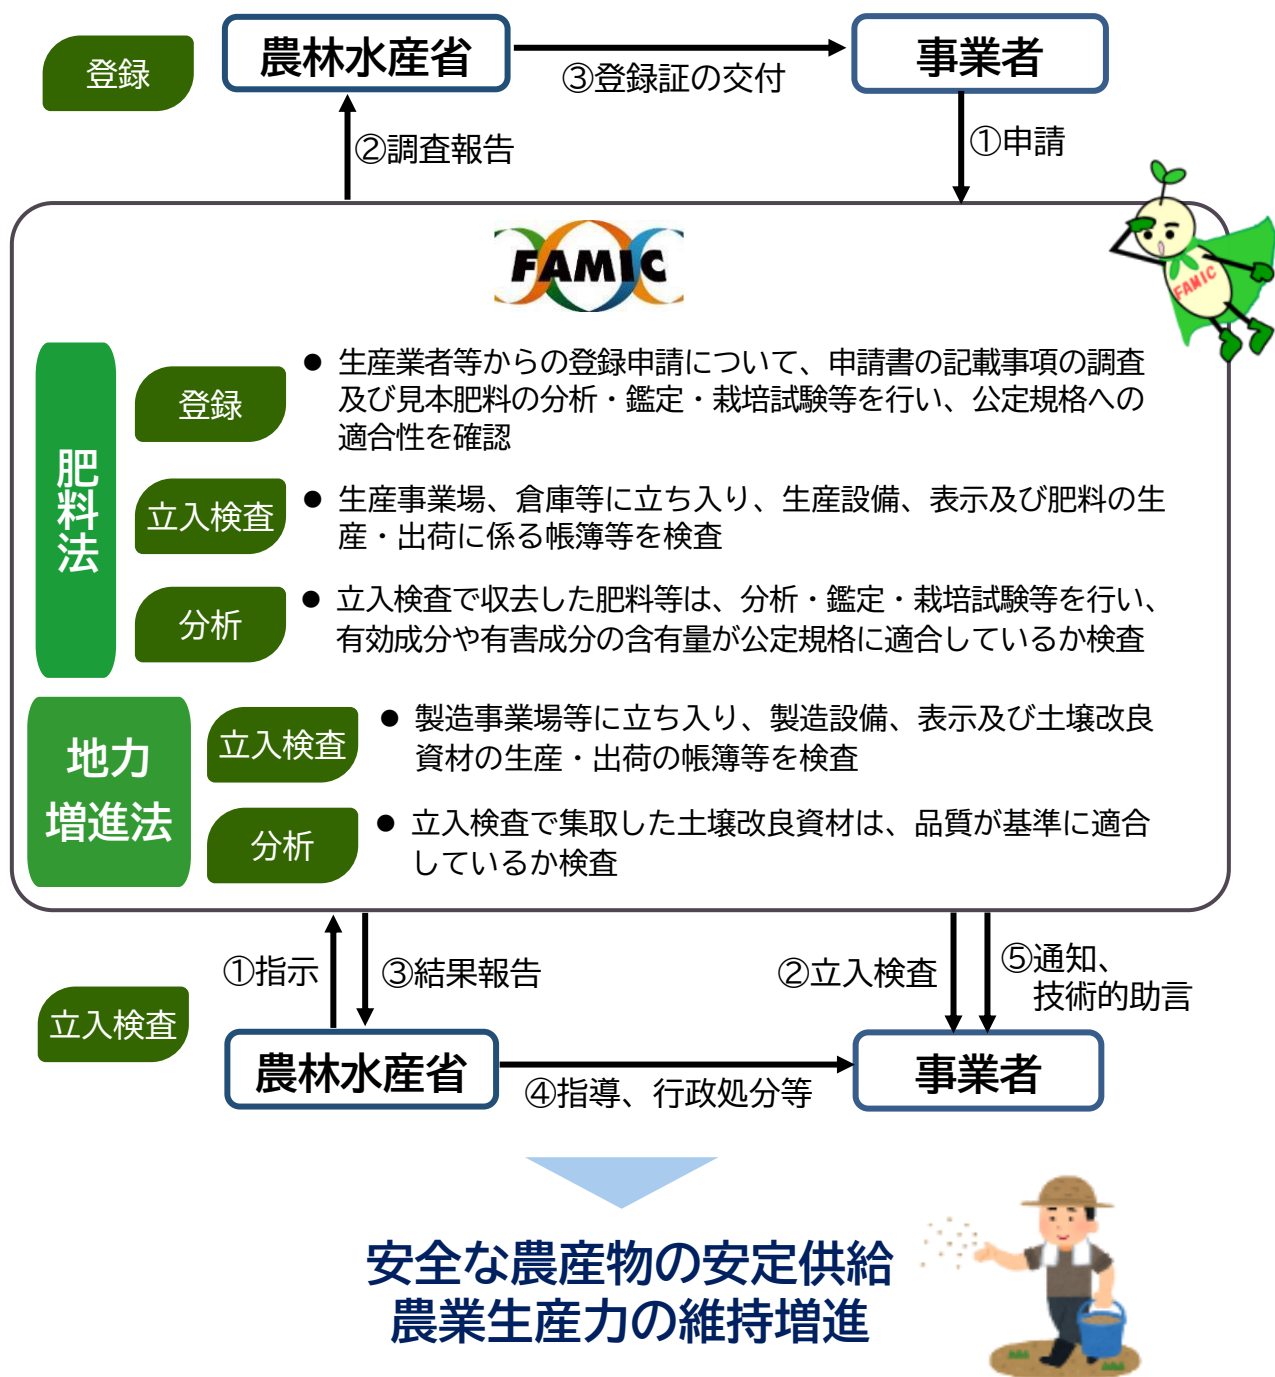 登録
農林水産省
③登録証の交付
事業者
②調査報告
①申請
FAMIC
FAMIC
肥料法
登録
● 生産業者等からの登録申請について、申請書の記載事項の調査
及び見本肥料の分析・鑑定・栽培試験等を行い、公定規格への
適合性を確認
立入検査
● 生産事業場、倉庫等に立ち入り、生産設備、表示及び肥料の生
産・出荷に係る帳簿等を検査
分析
● 立入検査で収去した肥料等は、分析・鑑定・栽培試験等を行い、
有効成分や有害成分の含有量が公定規格に適合しているか検査
地力
増進法
立入検査
● 製造事業場等に立ち入り、製造設備、表示及び土壌改良
資材の生産・出荷の帳簿等を検査
分析
● 立入検査で集取した土壌改良資材は、品質が基準に適合
しているか検査
①指示
③結果報告
②立入検査
⑤通知、
技術的助言
立入検査
農林水産省
④指導、行政処分等
事業者
安全な農産物の安定供給
農業生産力の維持増進